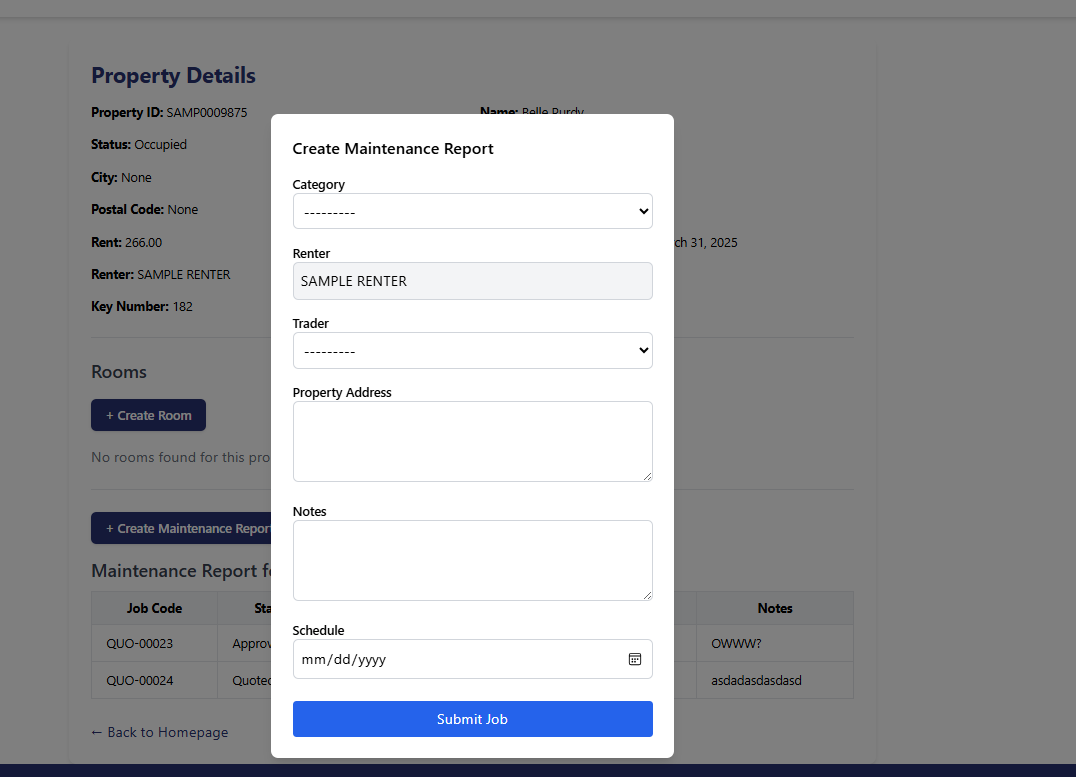 Property Details
Property ID: SAMP0009875
Name: Belle Purdy
Status: Occupied
City: None
Postal Code: None
Rent: 266.00
ch 31, 2025
Renter: SAMPLE RENTER
Key Number: 182
Rooms
+ Create Room
No rooms found for this pro
+ Create Maintenance Report
Maintenance Report fo
Job Code Sta Notes
QUO-00023 Approv OWWW?
QUO-00024 Quoted asdadasdasdasd
← Back to Homepage
Create Maintenance Report
Category
---------
Renter
SAMPLE RENTER
Trader
---------
Property Address
Notes
Schedule
mm/dd/yyyy
Submit Job